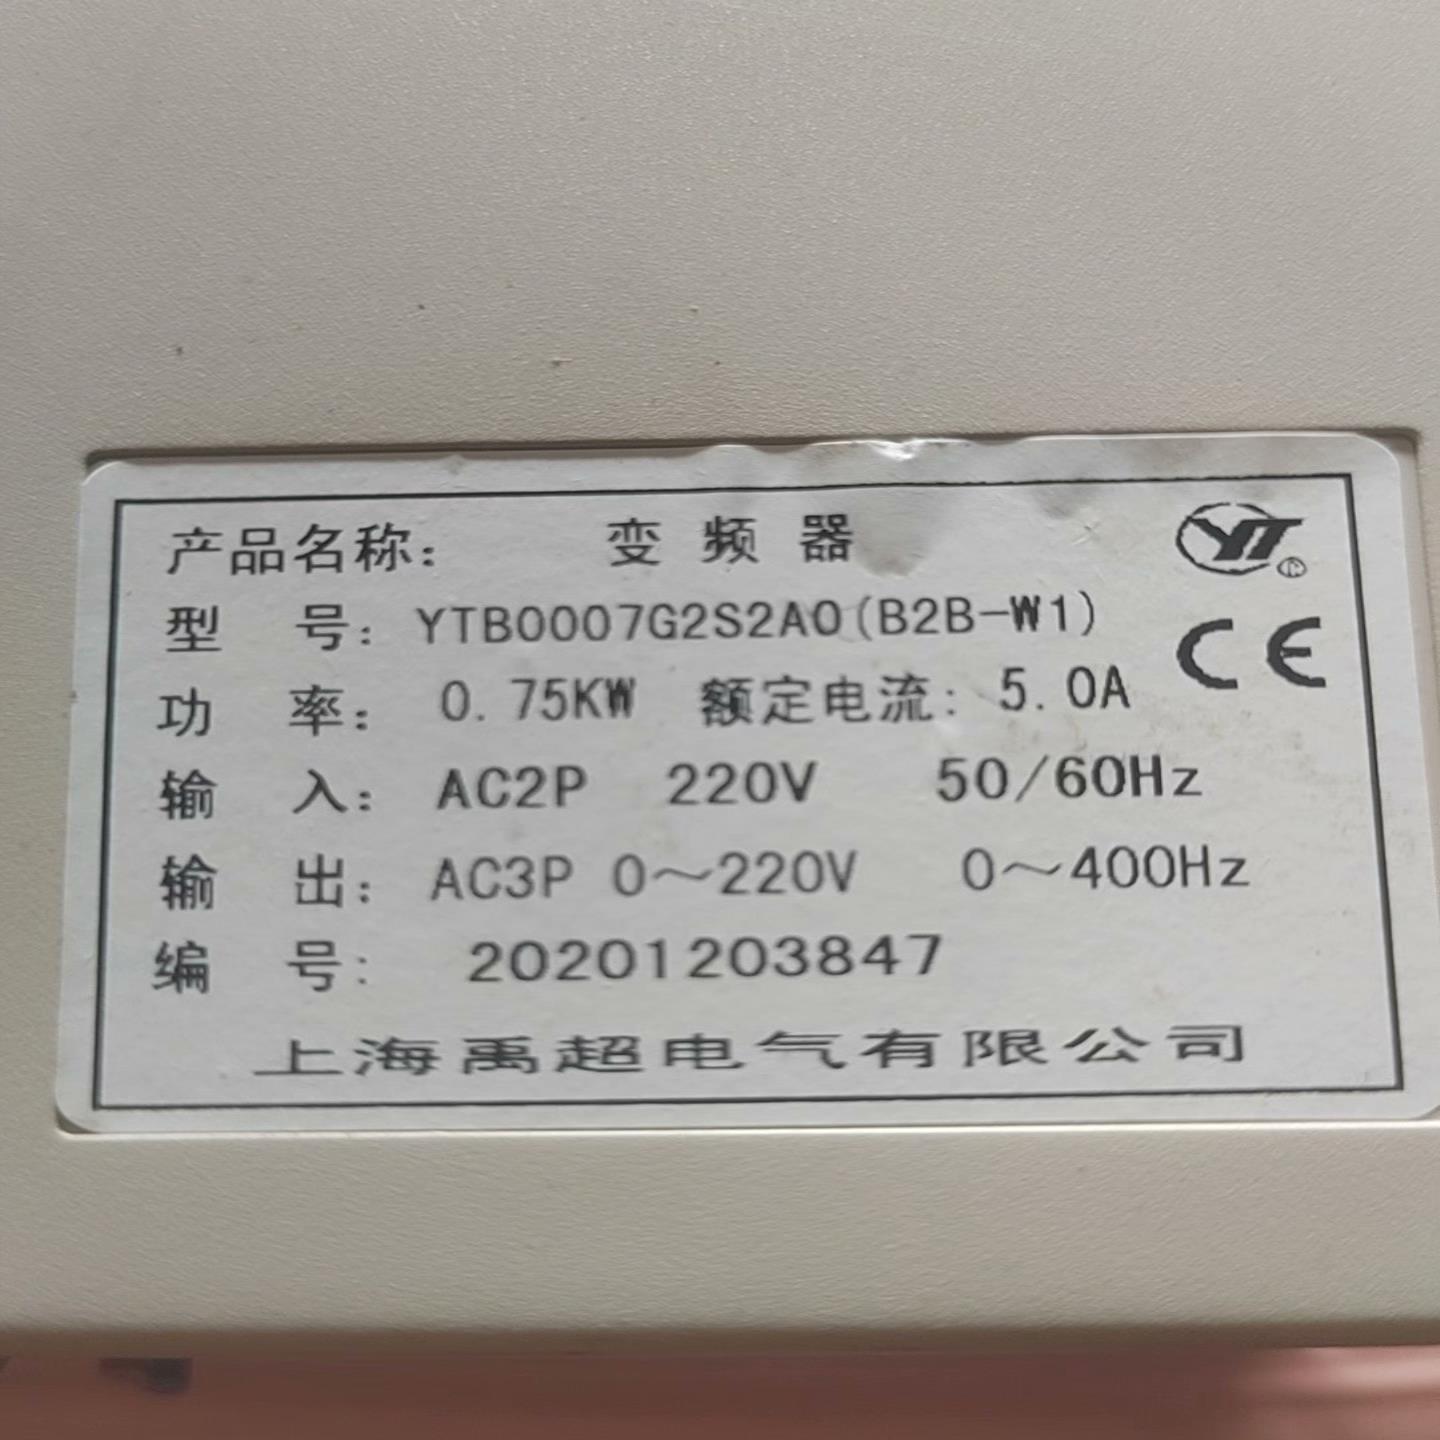 产品名称： 变频器
YT
型 号：YTB0007G2S2A0(B2B-W1)
CE
功 率： 0.75KW 额定电流：5.0A
输 入： AC2P 220V 50/60Hz
输 出： AC3P 0～220V 0～400Hz
编 号： 20201203847
上海禹超电气有限公司